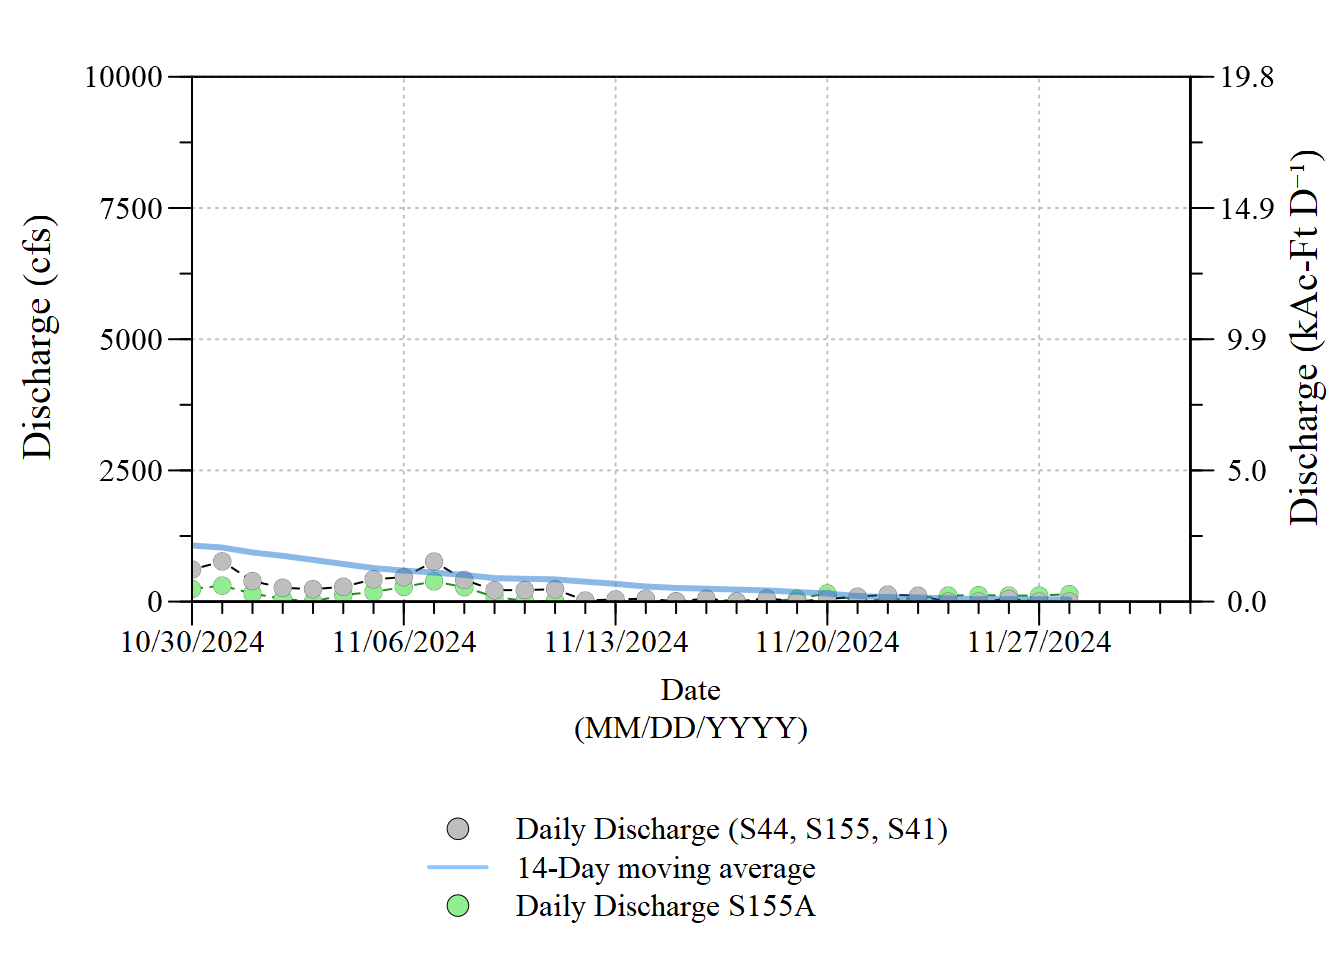 10000
7500
5000
2500
0
Discharge (cfs)
19.8
14.9
9.9
5.0
0.0
Discharge (kAc-Ft D⁻¹)
10/30/2024
11/06/2024
11/13/2024
11/20/2024
11/27/2024
Date
(MM/DD/YYYY)
Daily Discharge (S44, S155, S41)
14-Day moving average
Daily Discharge S155A